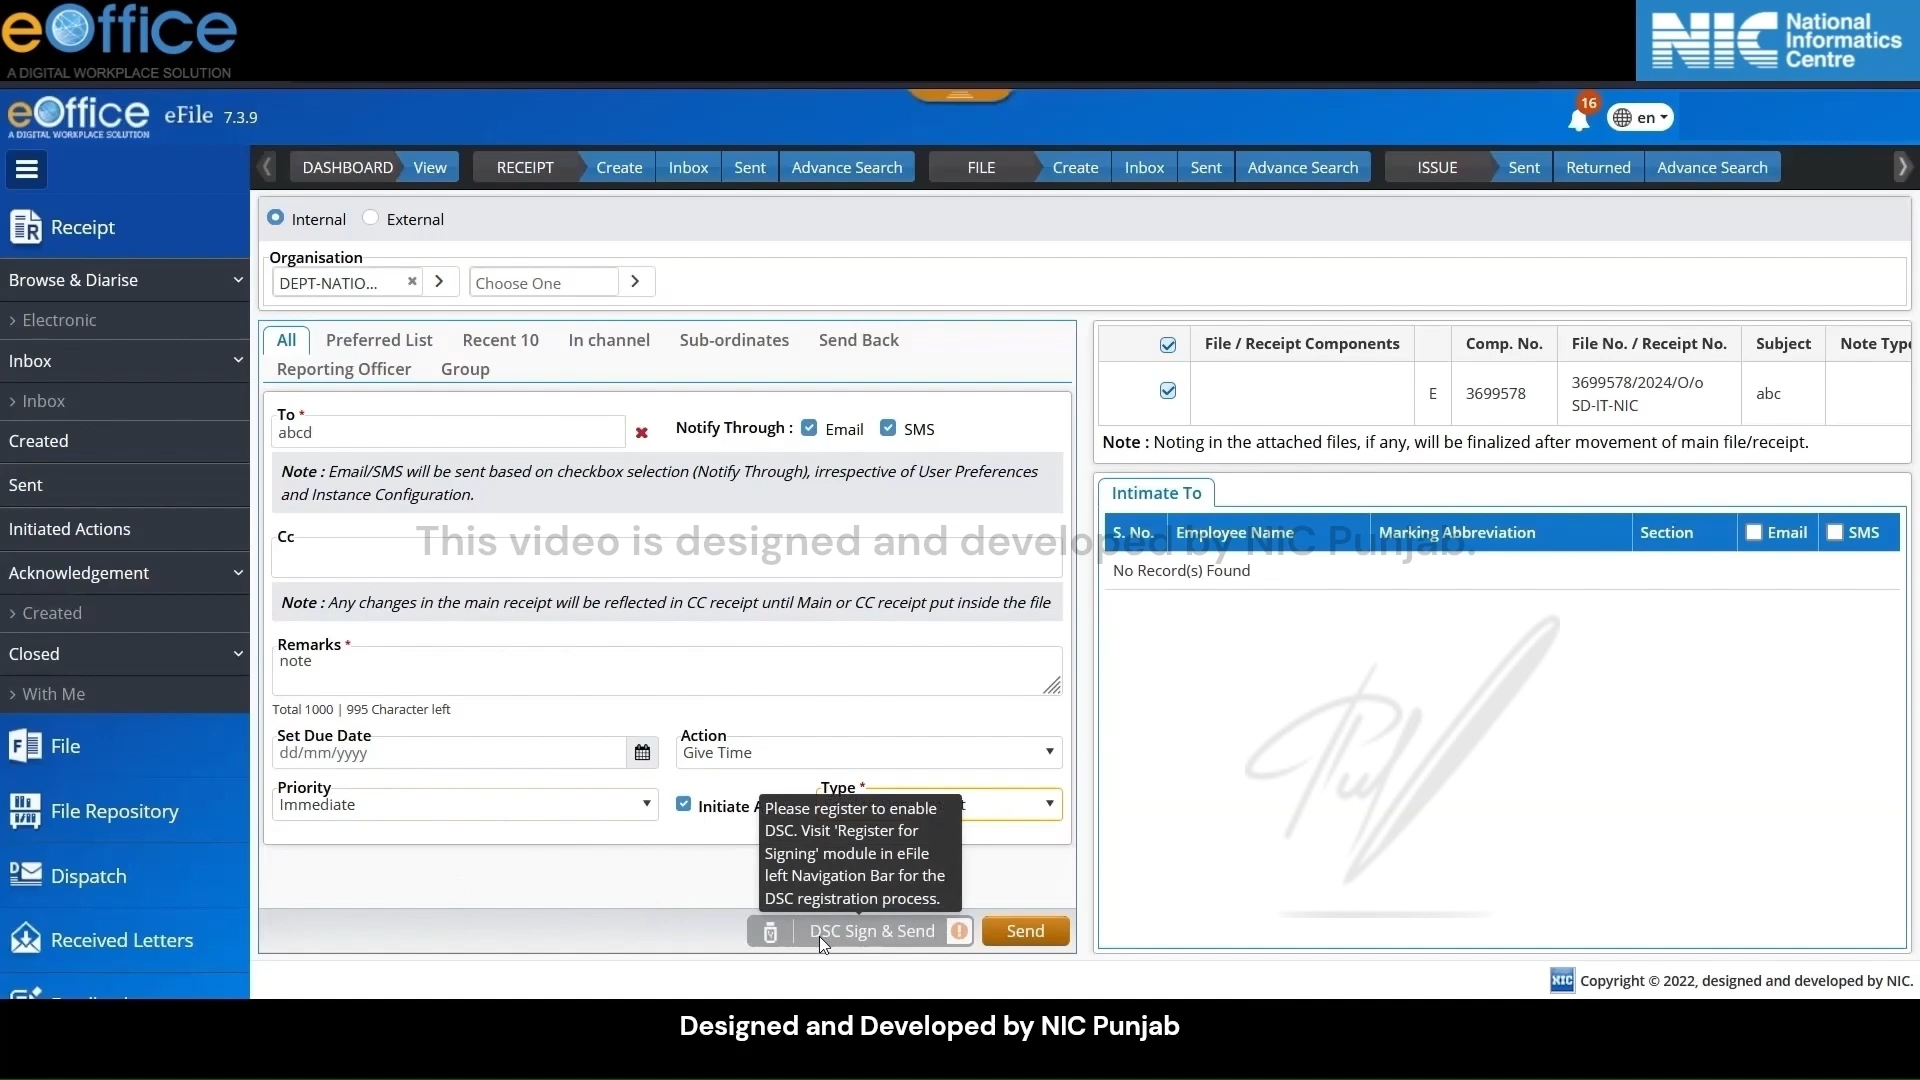 eOffice
A DIGITAL WORKPLACE SOLUTION
NIC National Informatics Centre
eOffice eFile 7.3.9
A DIGITAL WORKPLACE SOLUTION
16
en
DASHBOARD View RECEIPT Create Inbox Sent Advance Search FILE Create Inbox Sent Advance Search ISSUE Sent Returned Advance Search
Receipt
Browse & Diarise
> Electronic
Inbox
> Inbox
Created
Sent
Initiated Actions
Acknowledgement
> Created
Closed
> With Me
File
File Repository
Dispatch
Received Letters
Internal External
Organisation
DEPT-NATIO...
Choose One
All Preferred List Recent 10 In channel Sub-ordinates Send Back
Reporting Officer Group
To *
abcd
Notify Through : Email SMS
Note : Email/SMS will be sent based on checkbox selection (Notify Through), irrespective of User Preferences
and Instance Configuration.
Cc
Note : Any changes in the main receipt will be reflected in CC receipt until Main or CC receipt put inside the file
Remarks *
note
Total 1000 | 995 Character left
Set Due Date
dd/mm/yyyy
Action
Give Time
Priority
Immediate
Initiate
Type *
Please register to enable
DSC. Visit 'Register for
Signing' module in eFile
left Navigation Bar for the
DSC registration process.
DSC Sign & Send
Send
File / Receipt Components Comp. No. File No. / Receipt No. Subject Note Type
E 3699578 3699578/2024/O/o
SD-IT-NIC abc
Note : Noting in the attached files, if any, will be finalized after movement of main file/receipt.
Intimate To
S. No. Employee Name Marking Abbreviation Section Email SMS
No Record(s) Found
This video is designed and developed by NIC Punjab.
NIC Copyright © 2022, designed and developed by NIC.
Designed and Developed by NIC Punjab